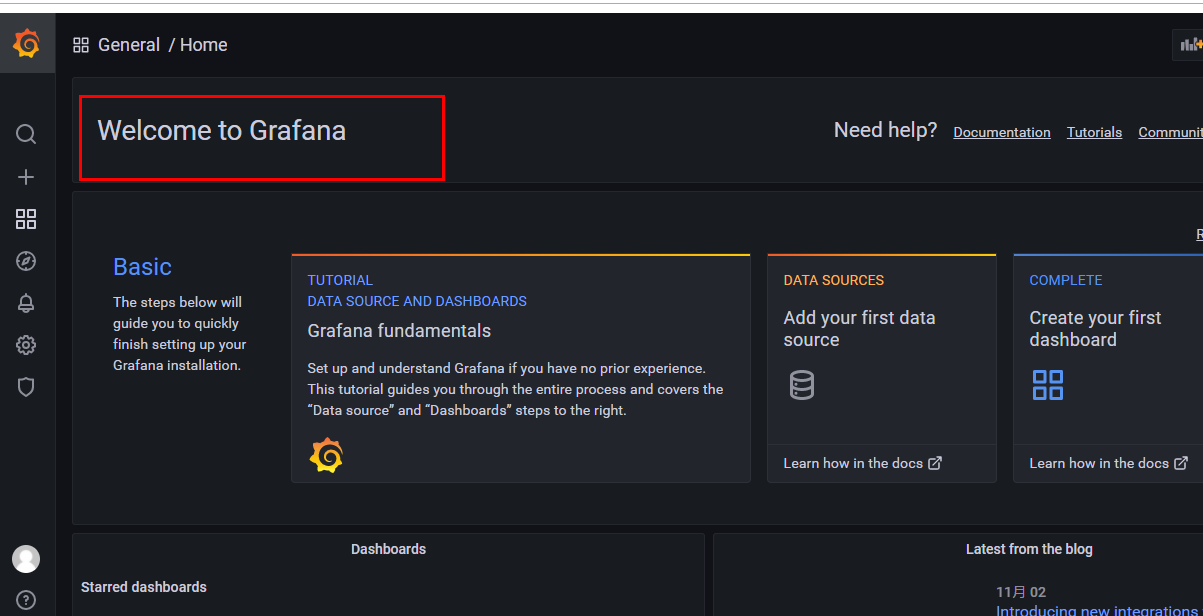 General / Home
Welcome to Grafana
Need help?
Documentation
Tutorials
Basic
The steps below will
guide you to quickly
finish setting up your
Grafana installation.
TUTORIAL
DATA SOURCE AND DASHBOARDS
Grafana fundamentals
Set up and understand Grafana if you have no prior experience.
This tutorial guides you through the entire process and covers the
“Data source” and “Dashboards” steps to the right.
DATA SOURCES
Add your first data
source
Learn how in the docs
COMPLETE
Create your first
dashboard
Learn how in the docs
Dashboards
Starred dashboards
Latest from the blog
11月 02
Introducing new integrations